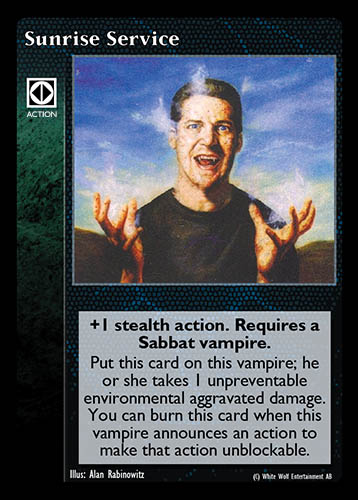 Sunrise Service
ACTION
+1 stealth action. Requires a
Sabbat vampire.
Put this card on this vampire; he
or she takes 1 unpreventable
environmental aggravated damage.
You can burn this card when this
vampire announces an action to
make that action unblockable.
Illus: Alan Rabinowitz
(C) White Wolf Entertainment AB